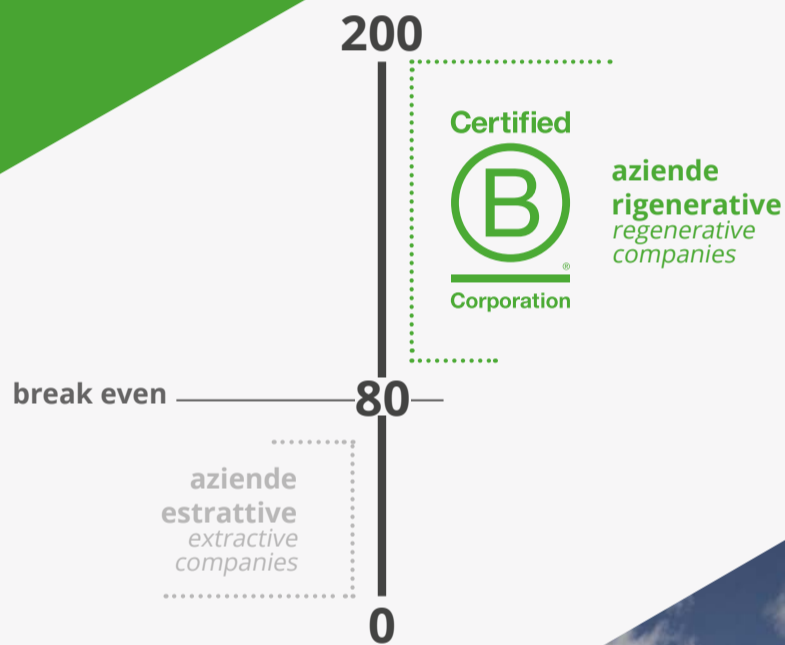 200
Certified
B
®
Corporation
aziende
rigenerative
regenerative
companies
break even
80
aziende
estrattive
extractive
companies
0